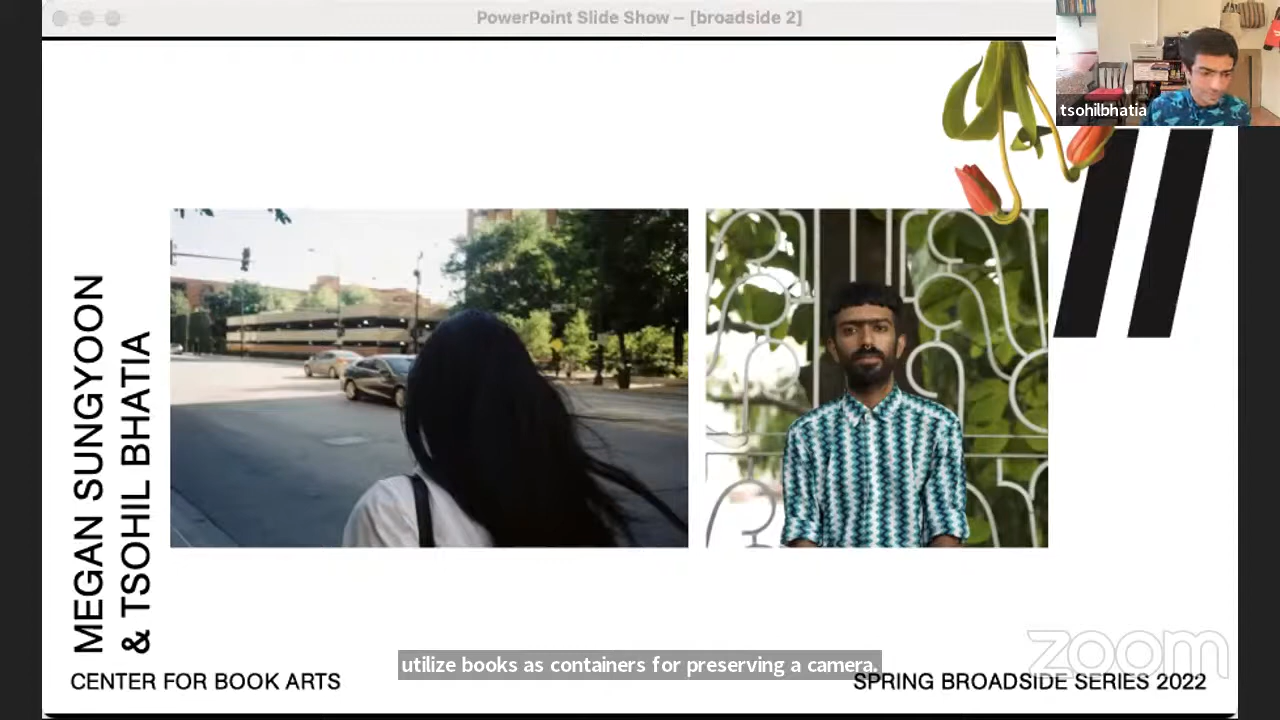 PowerPoint Slide Show – [broadside 2]
tsohilbhatia
MEGAN SUNGYOON
& TSOHIL BHATIA
utilize books as containers for preserving a camera.
zoom
CENTER FOR BOOK ARTS
SPRING BROADSIDE SERIES 2022